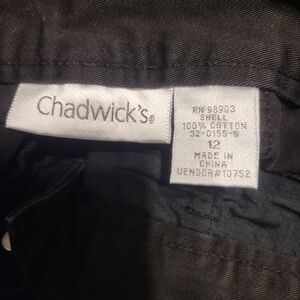 Chadwick's®
RN 98903
SHELL
100% COTTON
32-0155-5
12
MADE IN
CHINA
VENDOR#10752